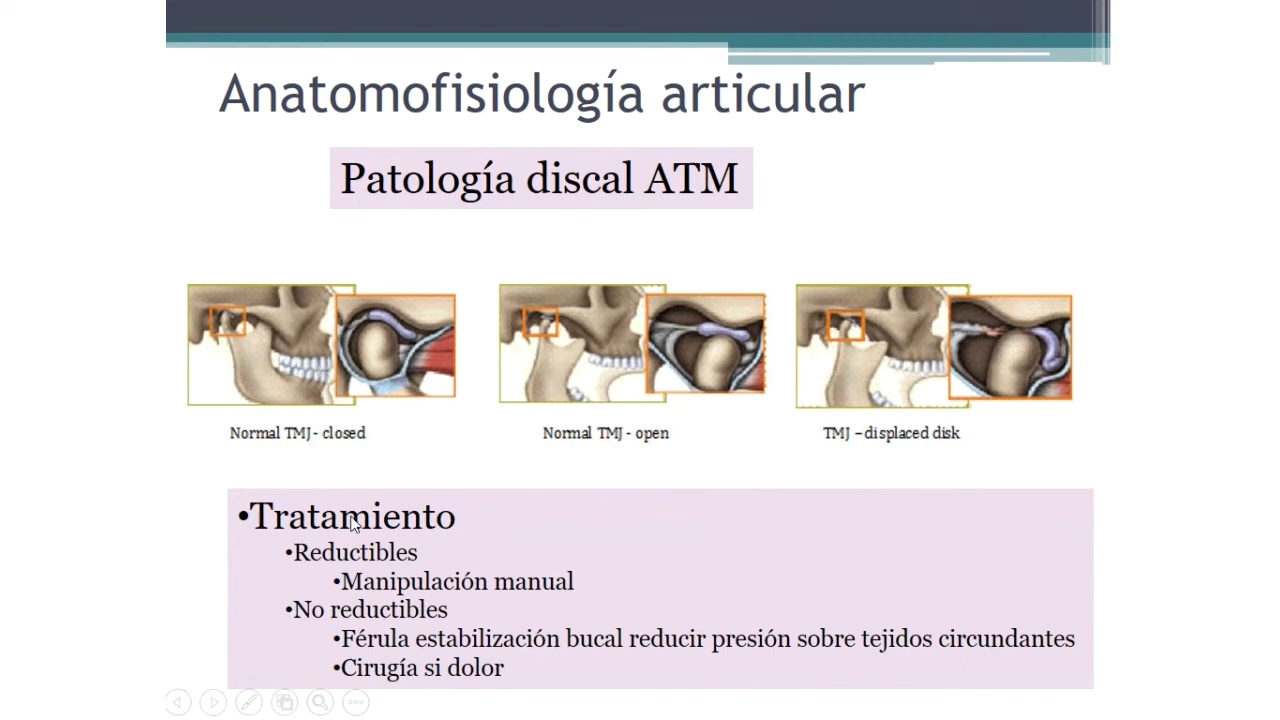 Anatomofisiología articular
Patología discal ATM
Normal TMJ- closed
Normal TMJ - open
TMJ – displaced disk
•Tratamiento
•Reductibles
•Manipulación manual
•No reductibles
•Férula estabilización bucal reducir presión sobre tejidos circundantes
•Cirugía si dolor